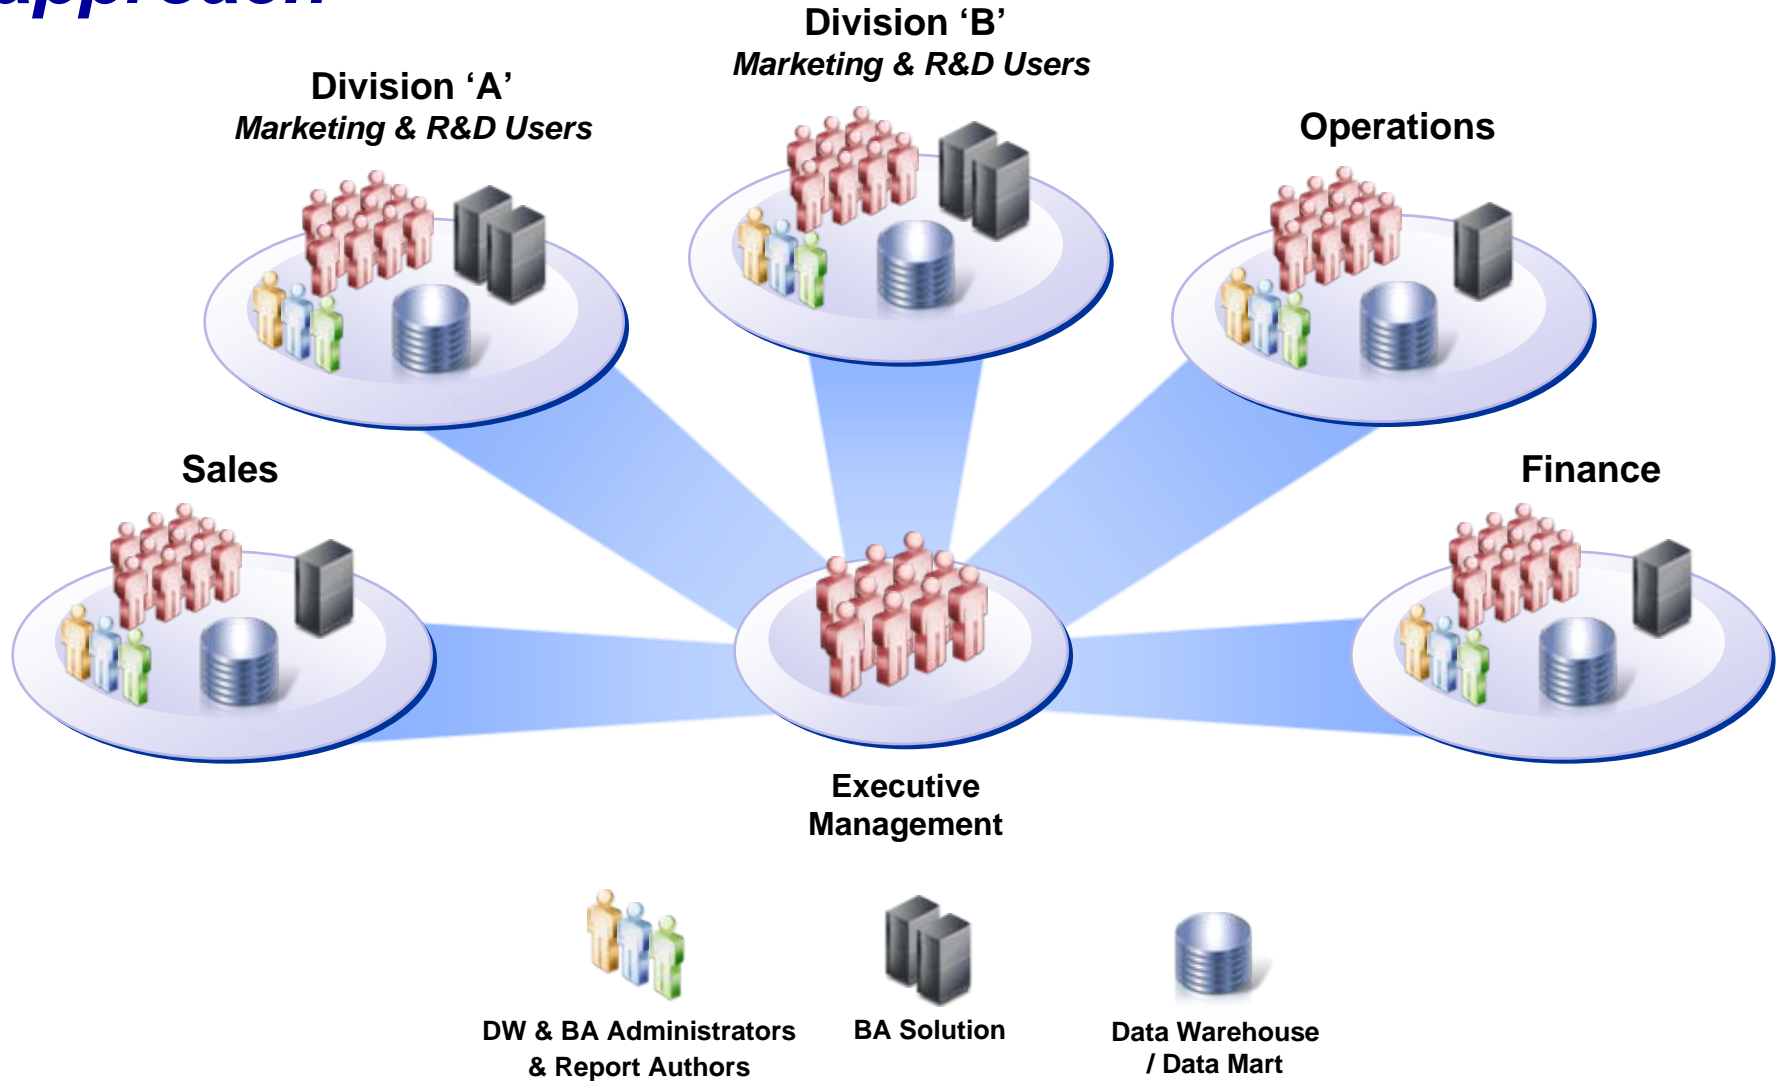 approach
Division ‘B’
Marketing & R&D Users
Division ‘A’
Marketing & R&D Users
Operations
Sales
Finance
Executive
Management
DW & BA Administrators
& Report Authors
BA Solution
Data Warehouse
/ Data Mart